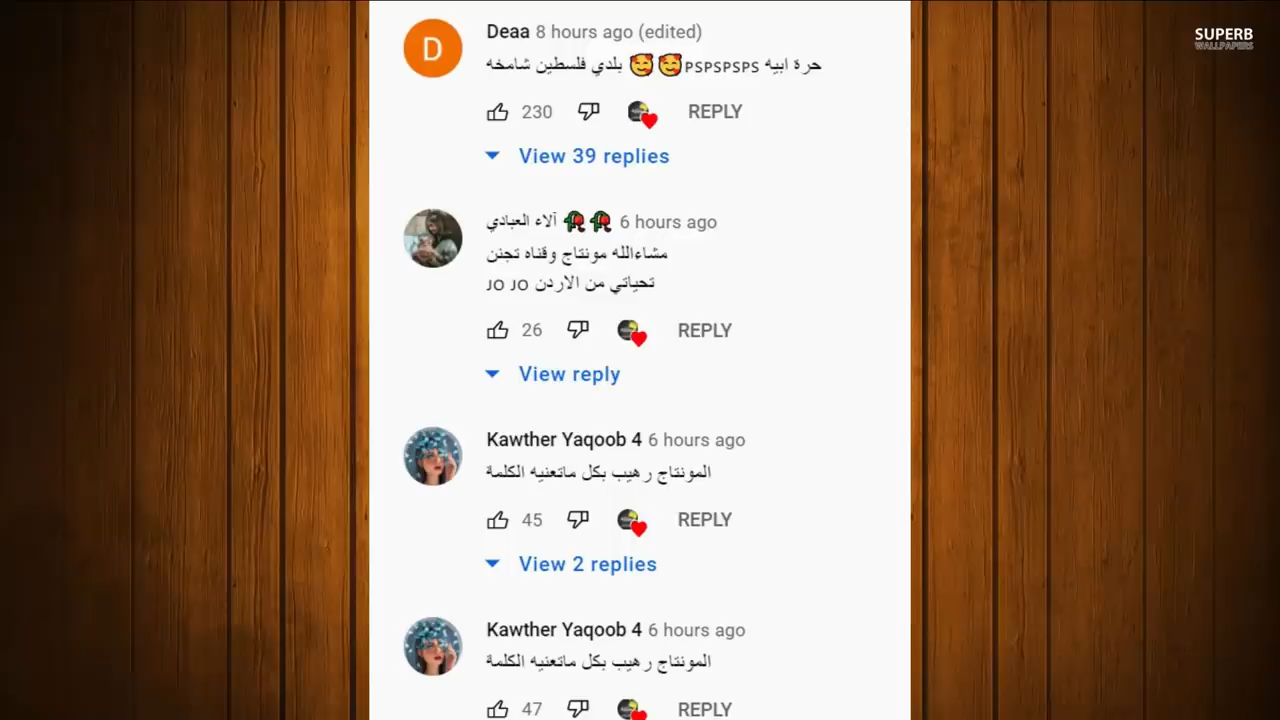 SUPERB
WALLPAPERS
D
Deaa 8 hours ago (edited)
حرة ابيه PSPSPSPS🥰🥰 بلدي فلسطين شامخه
230 REPLY
View 39 replies
آلاء العبادي 🥀🥀 6 hours ago
مشاءالله مونتاج وقناه تجنن
تحياتي من الاردن JO JO
26 REPLY
View reply
Kawther Yaqoob 4 6 hours ago
المونتاج رهيب بكل ماتعنيه الكلمة
45 REPLY
View 2 replies
Kawther Yaqoob 4 6 hours ago
المونتاج رهيب بكل ماتعنيه الكلمة
47 REPLY